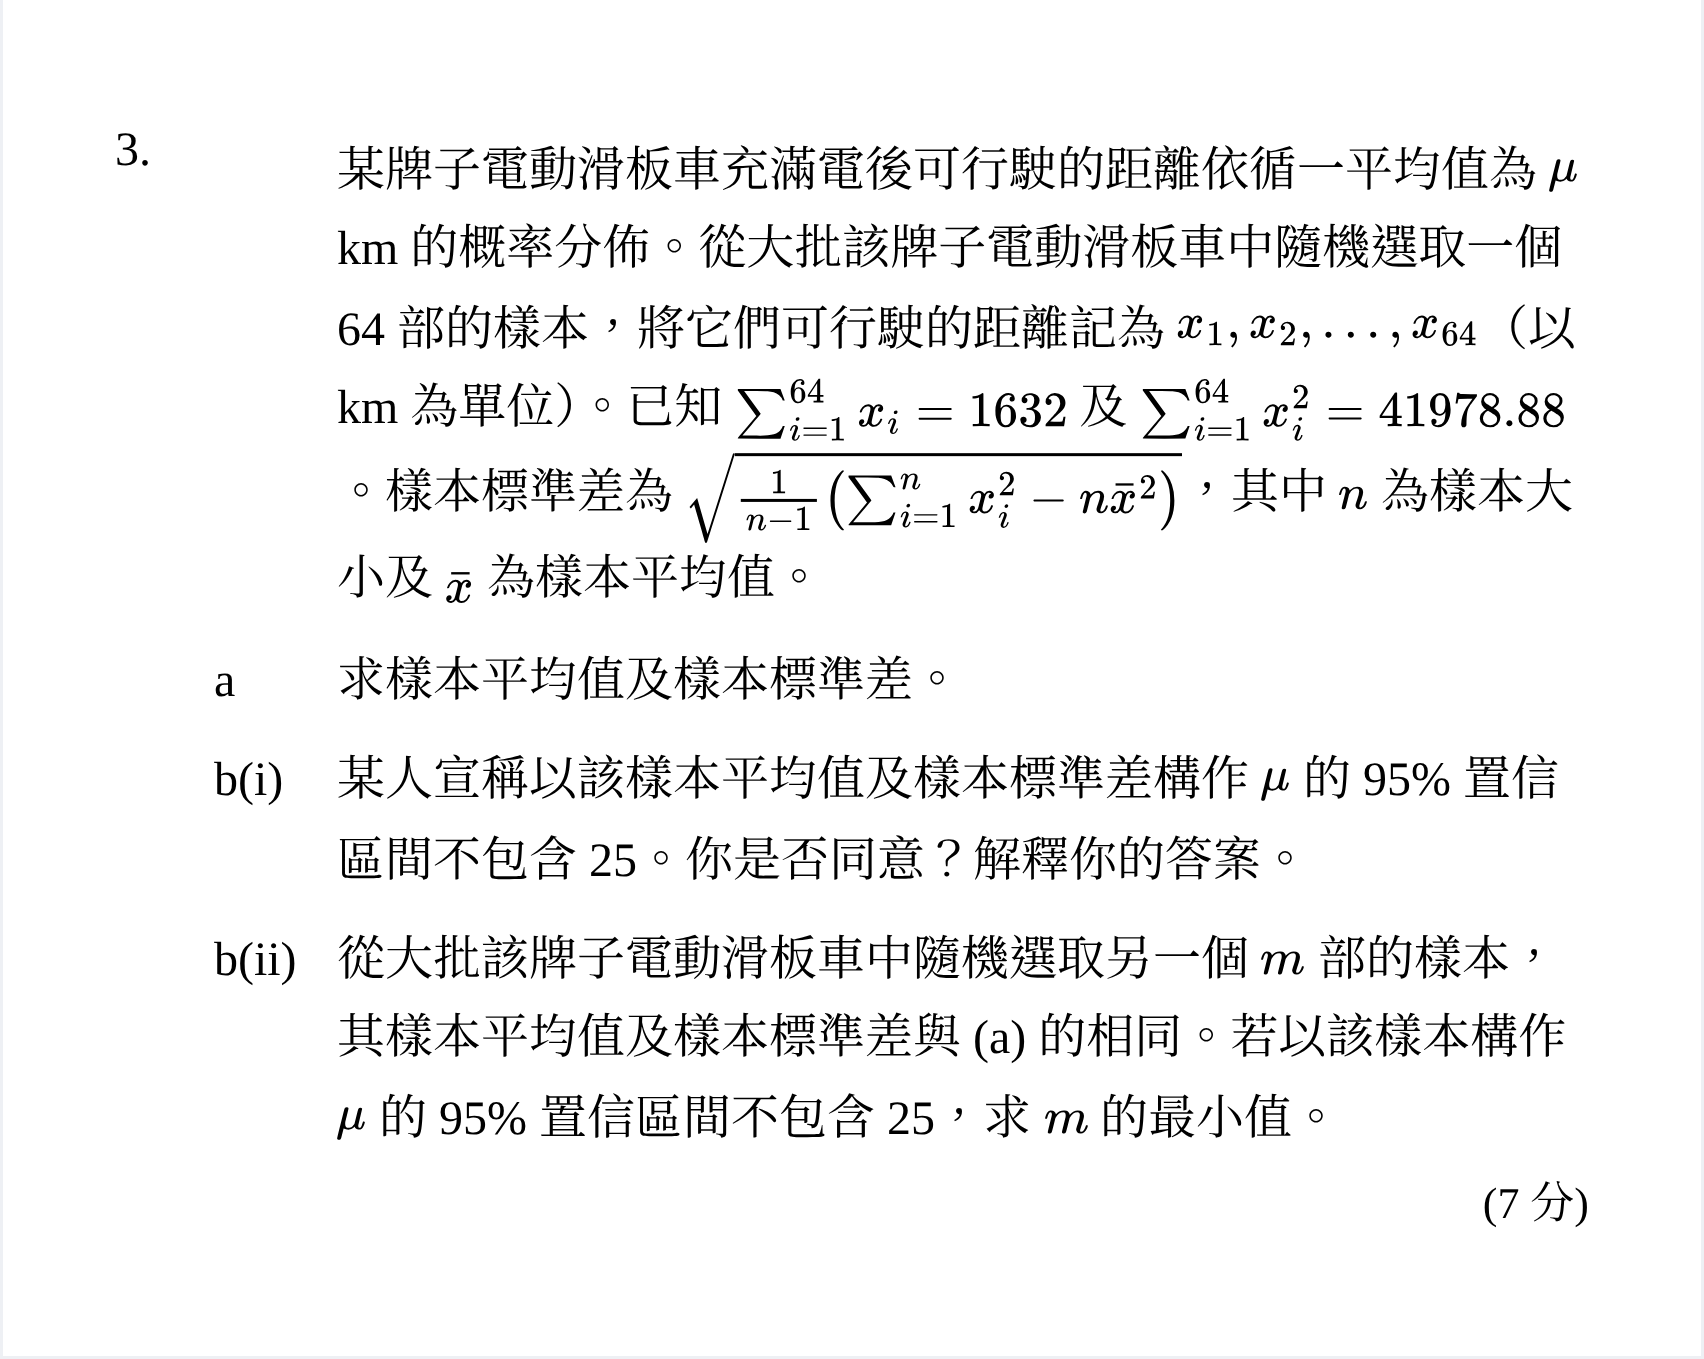 3. 某牌子電動滑板車充滿電後可行駛的距離依循一平均值為 μ
km 的概率分佈。從大批該牌子電動滑板車中隨機選取一個
64 部的樣本，將它們可行駛的距離記為 x₁, x₂, . . . , x₆₄（以
km 為單位）。已知 ∑_{i=1}^{64} x_i = 1632 及 ∑_{i=1}^{64} x_i^2 = 41978.88
。樣本標準差為 √(1/(n−1) (∑_{i=1}^{n} x_i^2 − nx̄²))，其中 n 為樣本大
小及 x̄ 為樣本平均值。
a 求樣本平均值及樣本標準差。
b(i) 某人宣稱以該樣本平均值及樣本標準差構作 μ 的 95% 置信
區間不包含 25。你是否同意？解釋你的答案。
b(ii) 從大批該牌子電動滑板車中隨機選取另一個 m 部的樣本，
其樣本平均值及樣本標準差與 (a) 的相同。若以該樣本構作
μ 的 95% 置信區間不包含 25，求 m 的最小值。
(7 分)